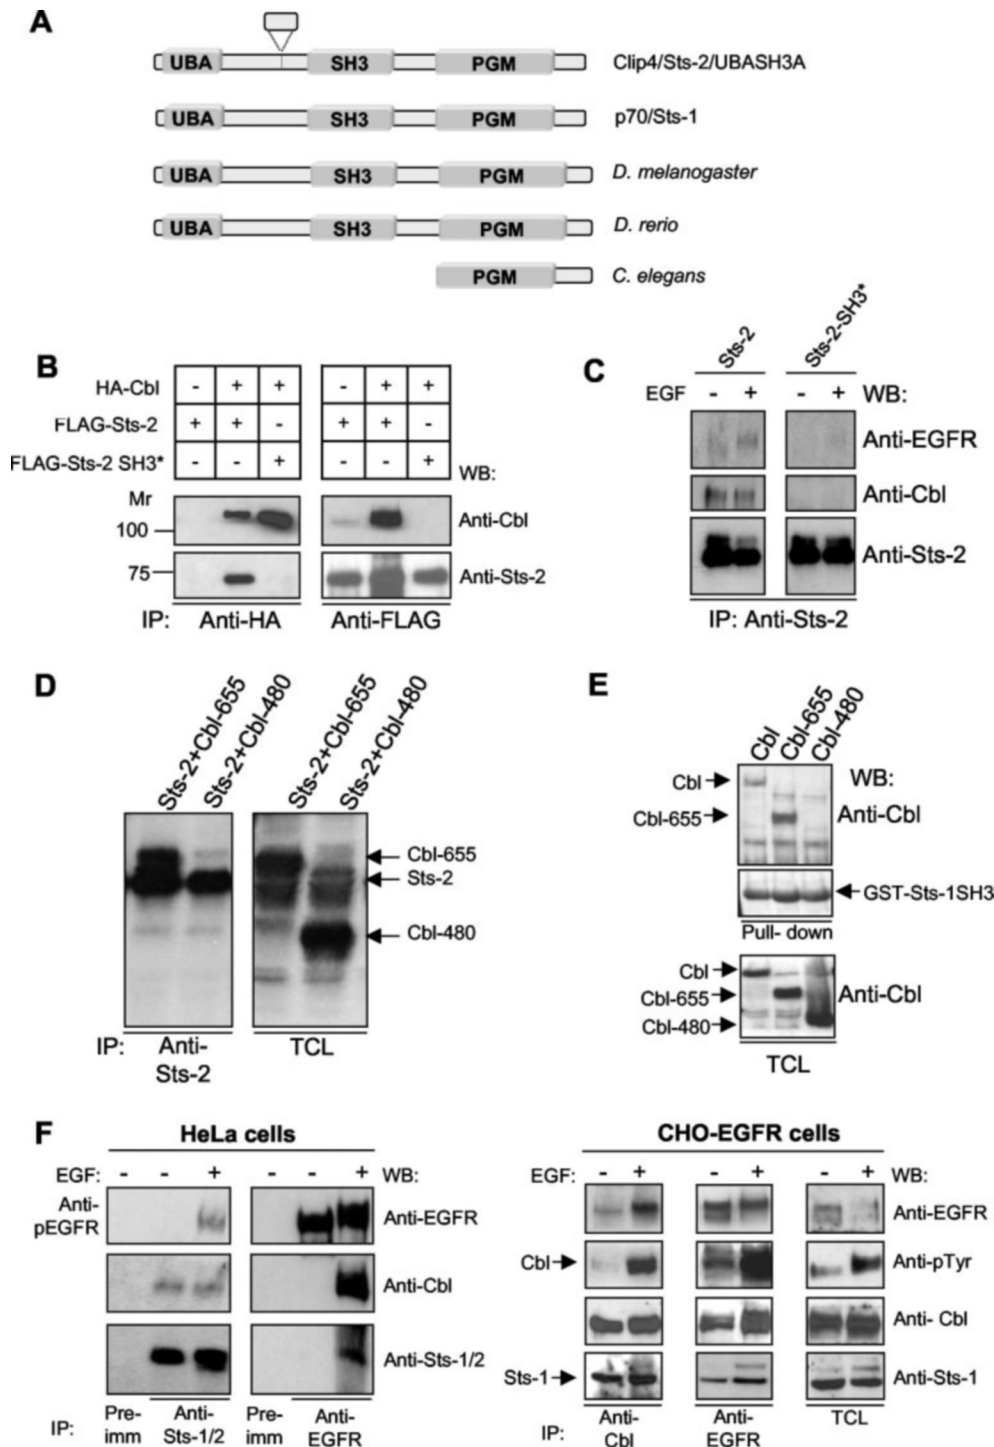 A
UBA SH3 PGM Clip4/Sts-2/UBASH3A
UBA SH3 PGM p70/Sts-1
UBA SH3 PGM D. melanogaster
UBA SH3 PGM D. rerio
PGM C. elegans
B
HA-Cbl - + + - + +
FLAG-Sts-2 + + - + + -
FLAG-Sts-2 SH3* - - + - - +
WB:
Mr
100
Anti-Cbl
75
Anti-Sts-2
IP: Anti-HA Anti-FLAG
C
Sts-2 Sts-2-SH3*
EGF - + - + WB:
Anti-EGFR
Anti-Cbl
Anti-Sts-2
IP: Anti-Sts-2
D
Sts-2+Cbl-655 Sts-2+Cbl-480 Sts-2+Cbl-655 Sts-2+Cbl-480
Cbl-655
Sts-2
Cbl-480
IP: Anti- TCL
Sts-2
E
Cbl Cbl-655 Cbl-480
Cbl WB:
Cbl-655 Anti-Cbl
GST-Sts-1SH3
Pull- down
Cbl
Cbl-655 Anti-Cbl
Cbl-480
TCL
F
HeLa cells
EGF: - - + - - + WB:
Anti-
pEGFR
Anti-EGFR
Anti-Cbl
Anti-Sts-1/2
IP: Pre- Anti- Pre- Anti-
imm Sts-1/2 imm EGFR
CHO-EGFR cells
EGF: - + - + - + WB:
Anti-EGFR
Cbl Anti-pTyr
Anti- Cbl
Sts-1 Anti-Sts-1
IP: Anti- Anti- TCL
Cbl EGFR